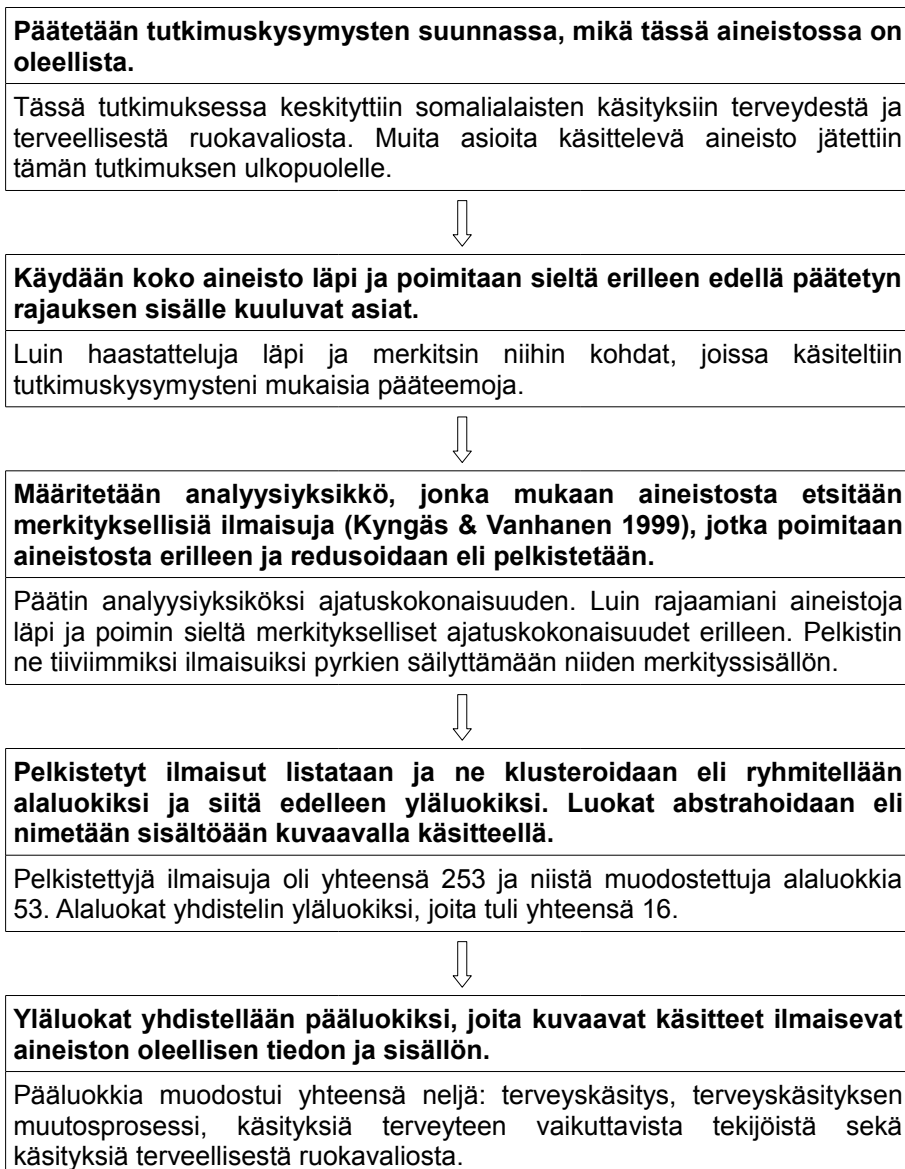 Päätetään tutkimuskysymysten suunnassa, mikä tässä aineistossa on
oleellista.
Tässä tutkimuksessa keskityttiin somalialaisten käsityksiin terveydestä ja
terveellisestä ruokavaliosta. Muita asioita käsittelevä aineisto jätettiin
tämän tutkimuksen ulkopuolelle.
Käydään koko aineisto läpi ja poimitaan sieltä erilleen edellä päätetyn
rajauksen sisälle kuuluvat asiat.
Luin haastatteluja läpi ja merkitsin niihin kohdat, joissa käsiteltiin
tutkimuskysymysteni mukaisia pääteemoja.
Määritetään analyysiyksikkö, jonka mukaan aineistosta etsitään
merkityksellisiä ilmaisuja (Kyngäs & Vanhanen 1999), jotka poimitaan
aineistosta erilleen ja redusoidaan eli pelkistetään.
Päätin analyysiyksiköksi ajatuskokonaisuuden. Luin rajaamiani aineistoja
läpi ja poimin sieltä merkitykselliset ajatuskokonaisuudet erilleen. Pelkistin
ne tiiviimmiksi ilmaisuiksi pyrkien säilyttämään niiden merkityssisällön.
Pelkistetyt ilmaisut listataan ja ne klusteroidaan eli ryhmitellään
alaluokiksi ja siitä edelleen yläluokiksi. Luokat abstrahoidaan eli
nimetään sisältöään kuvaavalla käsitteellä.
Pelkistettyjä ilmaisuja oli yhteensä 253 ja niistä muodostettuja alaluokkia
53. Alaluokat yhdistelin yläluokiksi, joita tuli yhteensä 16.
Yläluokat yhdistellään pääluokiksi, joita kuvaavat käsitteet ilmaisevat
aineiston oleellisen tiedon ja sisällön.
Pääluokkia muodostui yhteensä neljä: terveyskäsitys, terveyskäsityksen
muutosprosessi, käsityksiä terveyteen vaikuttavista tekijöistä sekä
käsityksiä terveellisestä ruokavaliosta.